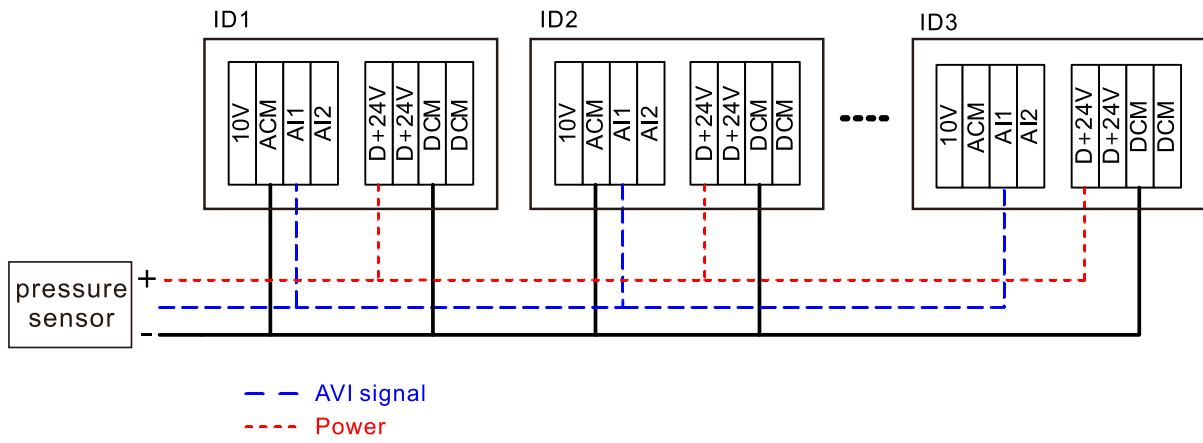 ID1
ID2
ID3
10V
ACM
AI1
AI2
D+24V
D+24V
DCM
DCM
10V
ACM
AI1
AI2
D+24V
D+24V
DCM
DCM
10V
ACM
AI1
AI2
D+24V
D+24V
DCM
DCM
pressure
sensor
+
-
AVI signal
Power